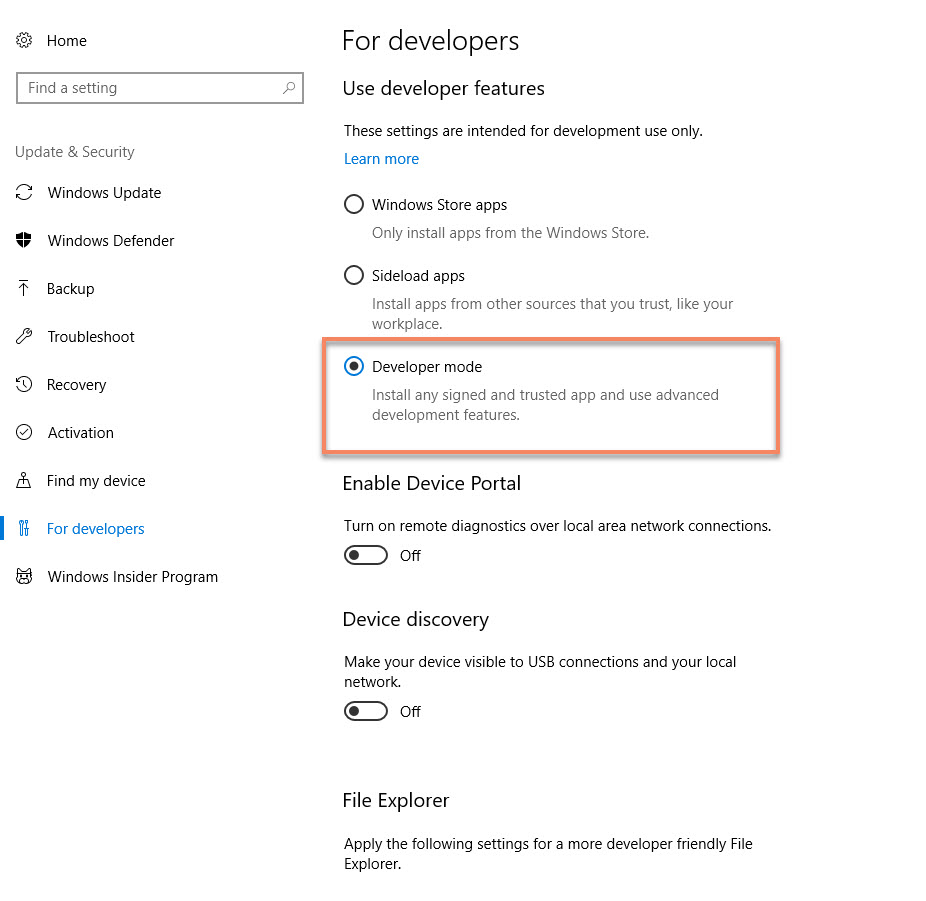 Home
Find a setting
Update & Security
Windows Update
Windows Defender
Backup
Troubleshoot
Recovery
Activation
Find my device
For developers
Windows Insider Program
For developers
Use developer features
These settings are intended for development use only.
Learn more
Windows Store apps
Only install apps from the Windows Store.
Sideload apps
Install apps from other sources that you trust, like your
workplace.
Developer mode
Install any signed and trusted app and use advanced
development features.
Enable Device Portal
Turn on remote diagnostics over local area network connections.
Off
Device discovery
Make your device visible to USB connections and your local
network.
Off
File Explorer
Apply the following settings for a more developer friendly File
Explorer.